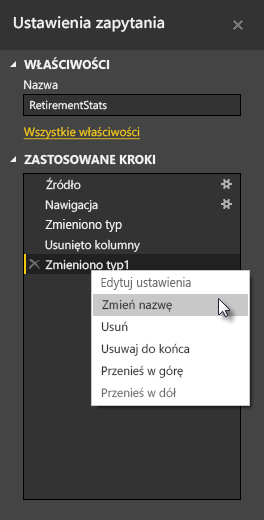 Ustawienia zapytania
WŁAŚCIWOŚCI
Nazwa
RetirementStats
Wszystkie właściwości
ZASTOSOWANE KROKI
Źródło
Nawigacja
Zmieniono typ
Usunięto kolumny
Zmieniono typ1
Edytuj ustawienia
Zmień nazwę
Usuń
Usuwaj do końca
Przenieś w górę
Przenieś w dół